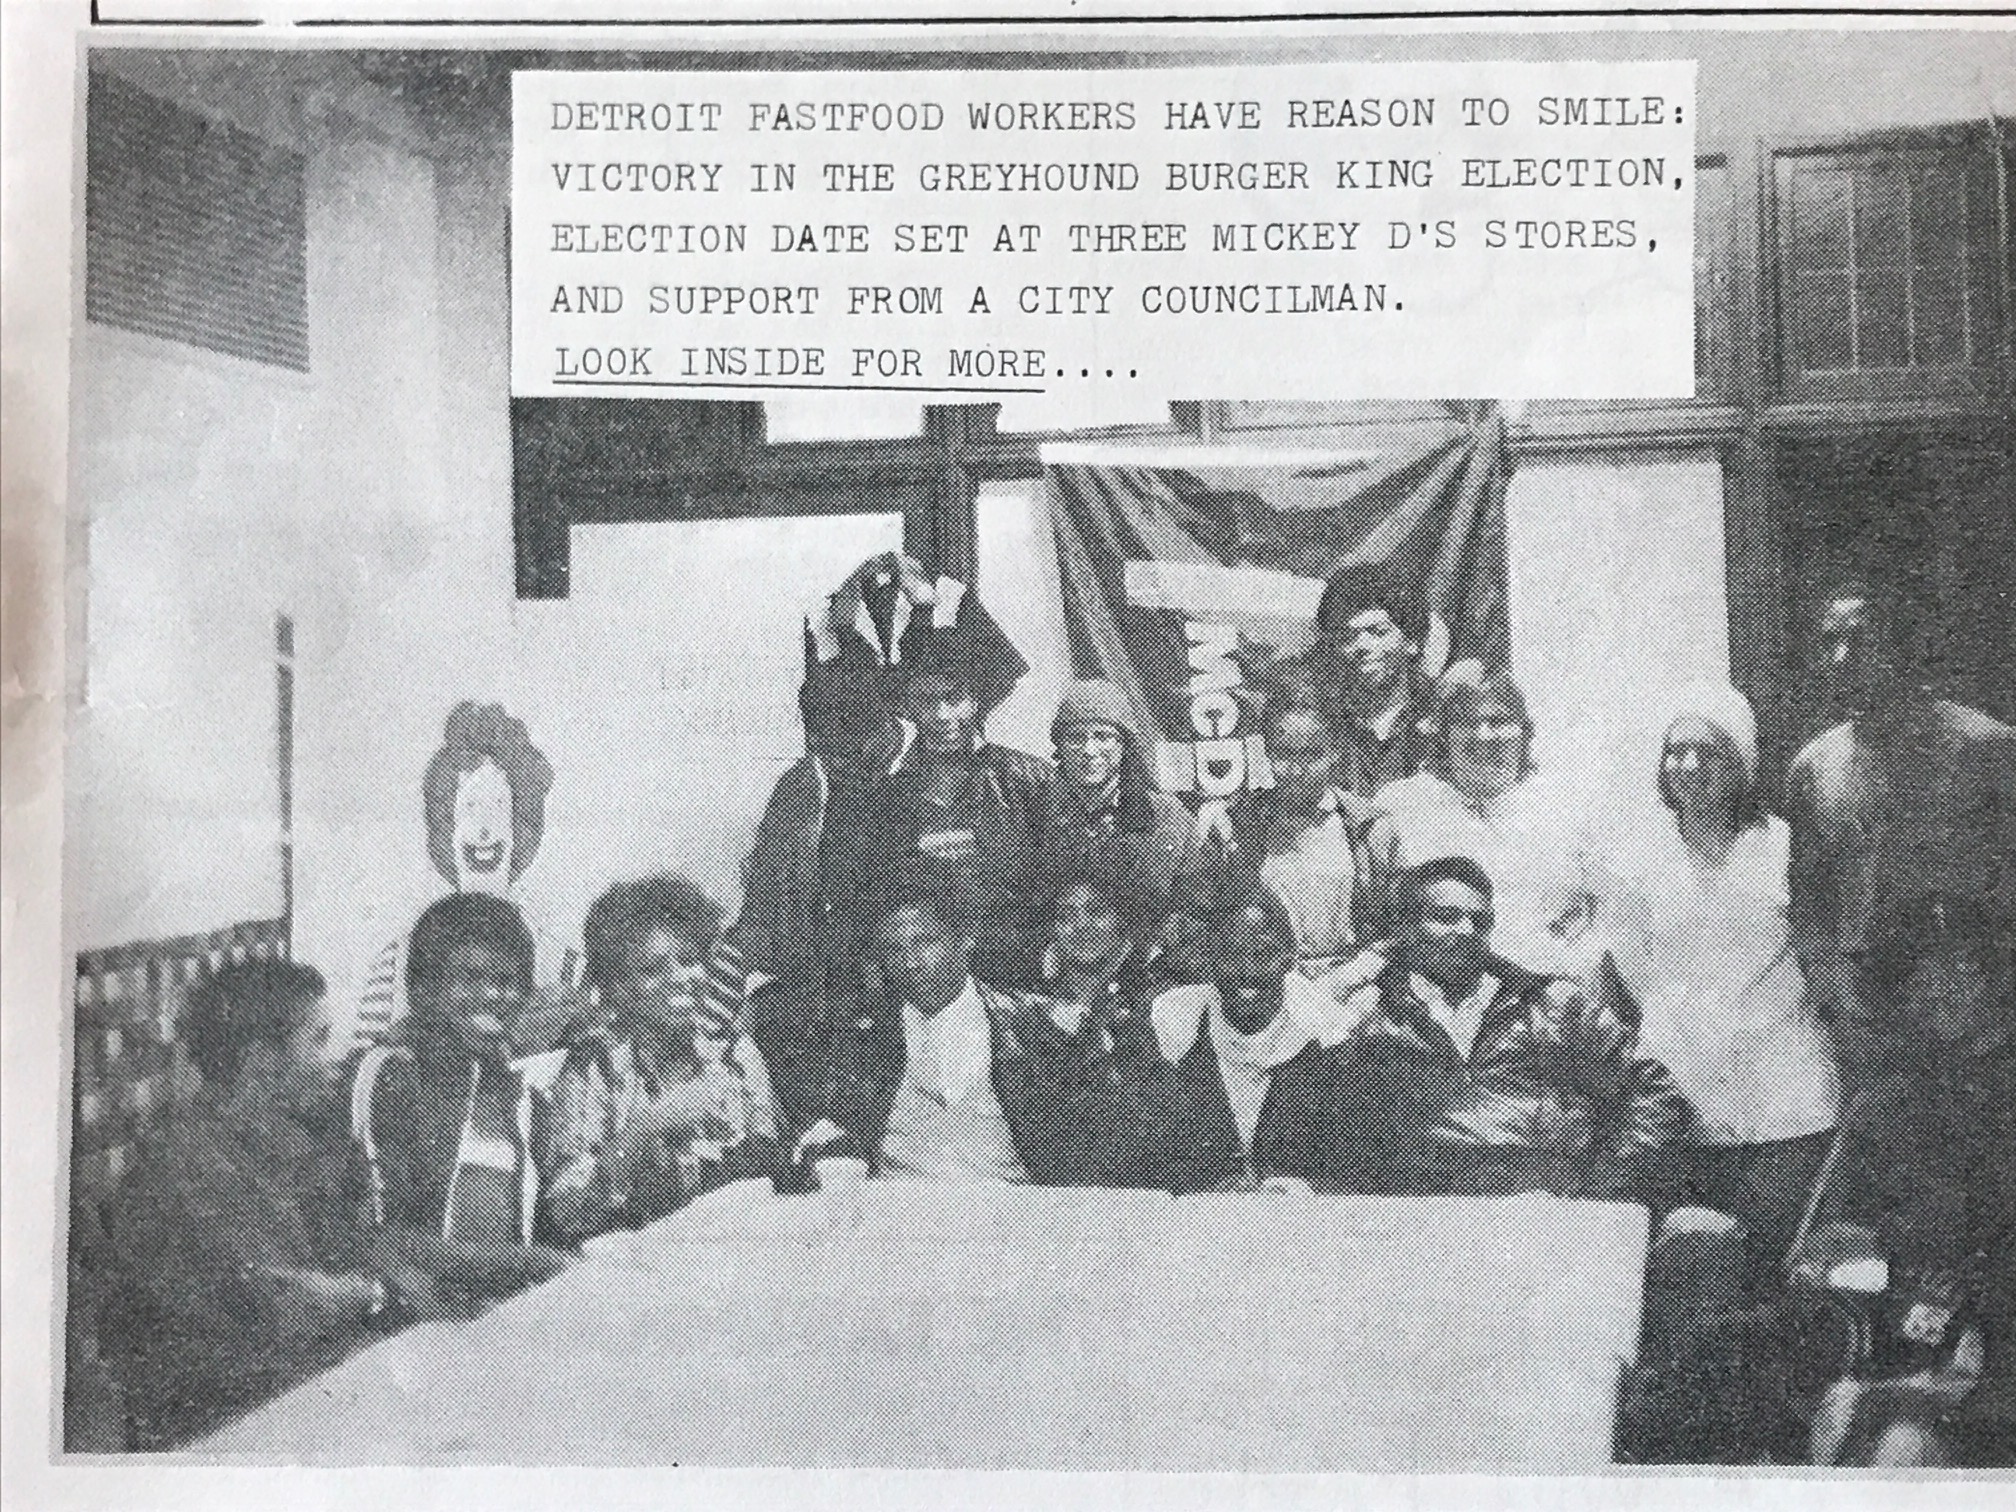 DETROIT FASTFOOD WORKERS HAVE REASON TO SMILE:
VICTORY IN THE GREYHOUND BURGER KING ELECTION,
ELECTION DATE SET AT THREE MICKEY D'S STORES,
AND SUPPORT FROM A CITY COUNCILMAN.
LOOK INSIDE FOR MORE....